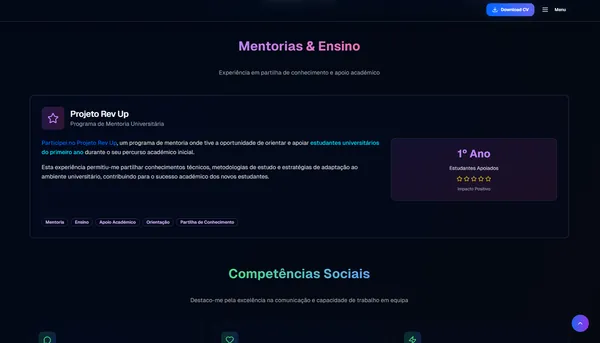 Download CV
Menu
Mentorias & Ensino
Experiência em partilha de conhecimento e apoio académico
Projeto Rev Up
Programa de Mentoria Universitária
Participei no Projeto Rev Up, um programa de mentoria onde tive a oportunidade de orientar e apoiar estudantes universitários
do primeiro ano durante o seu percurso académico inicial.
Esta experiência permitiu-me partilhar conhecimentos técnicos, metodologias de estudo e estratégias de adaptação ao
ambiente universitário, contribuindo para o sucesso académico dos novos estudantes.
1º Ano
Estudantes Apoiados
Impacto Positivo
Mentoria
Ensino
Apoio Académico
Orientação
Partilha de Conhecimento
Competências Sociais
Destaco-me pela excelência na comunicação e capacidade de trabalho em equipa